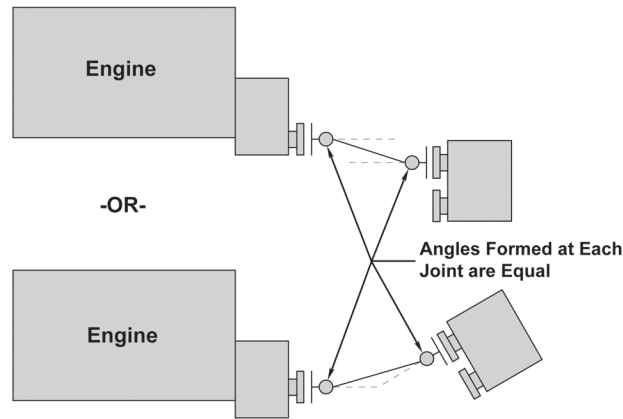 Engine
-OR-
Angles Formed at Each
Joint are Equal
Engine